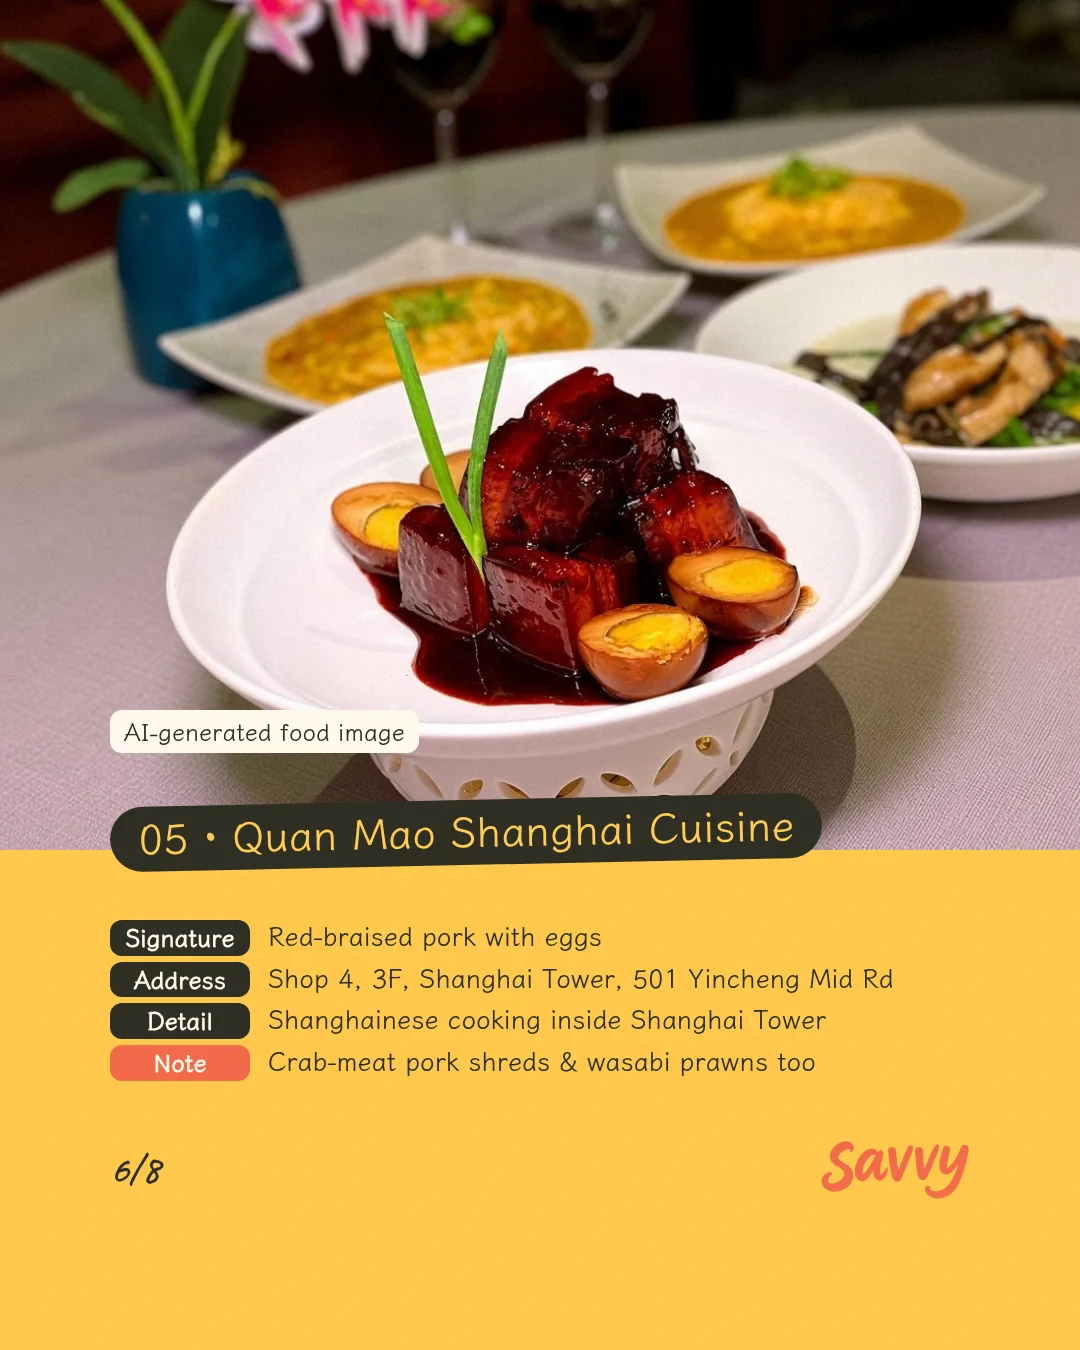 AI-generated food image
05 • Quan Mao Shanghai Cuisine
Signature Red-braised pork with eggs
Address Shop 4, 3F, Shanghai Tower, 501 Yincheng Mid Rd
Detail Shanghainese cooking inside Shanghai Tower
Note Crab-meat pork shreds & wasabi prawns too
6/8
Savvy